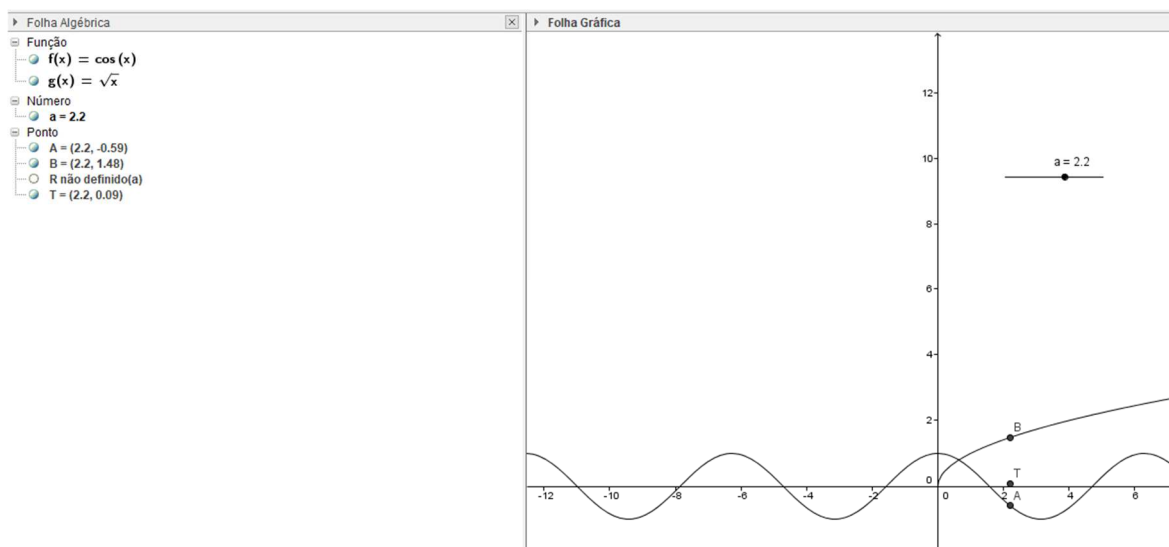 Folha Algébrica
Função
f(x) = cos (x)
g(x) = √x
Número
a = 2.2
Ponto
A = (2.2, -0.59)
B = (2.2, 1.48)
R não definido(a)
T = (2.2, 0.09)
Folha Gráfica
12
10
a = 2.2
8
6
4
2
B
T
A
0
-12 -10 -8 -6 -4 -2 0 2 4 6